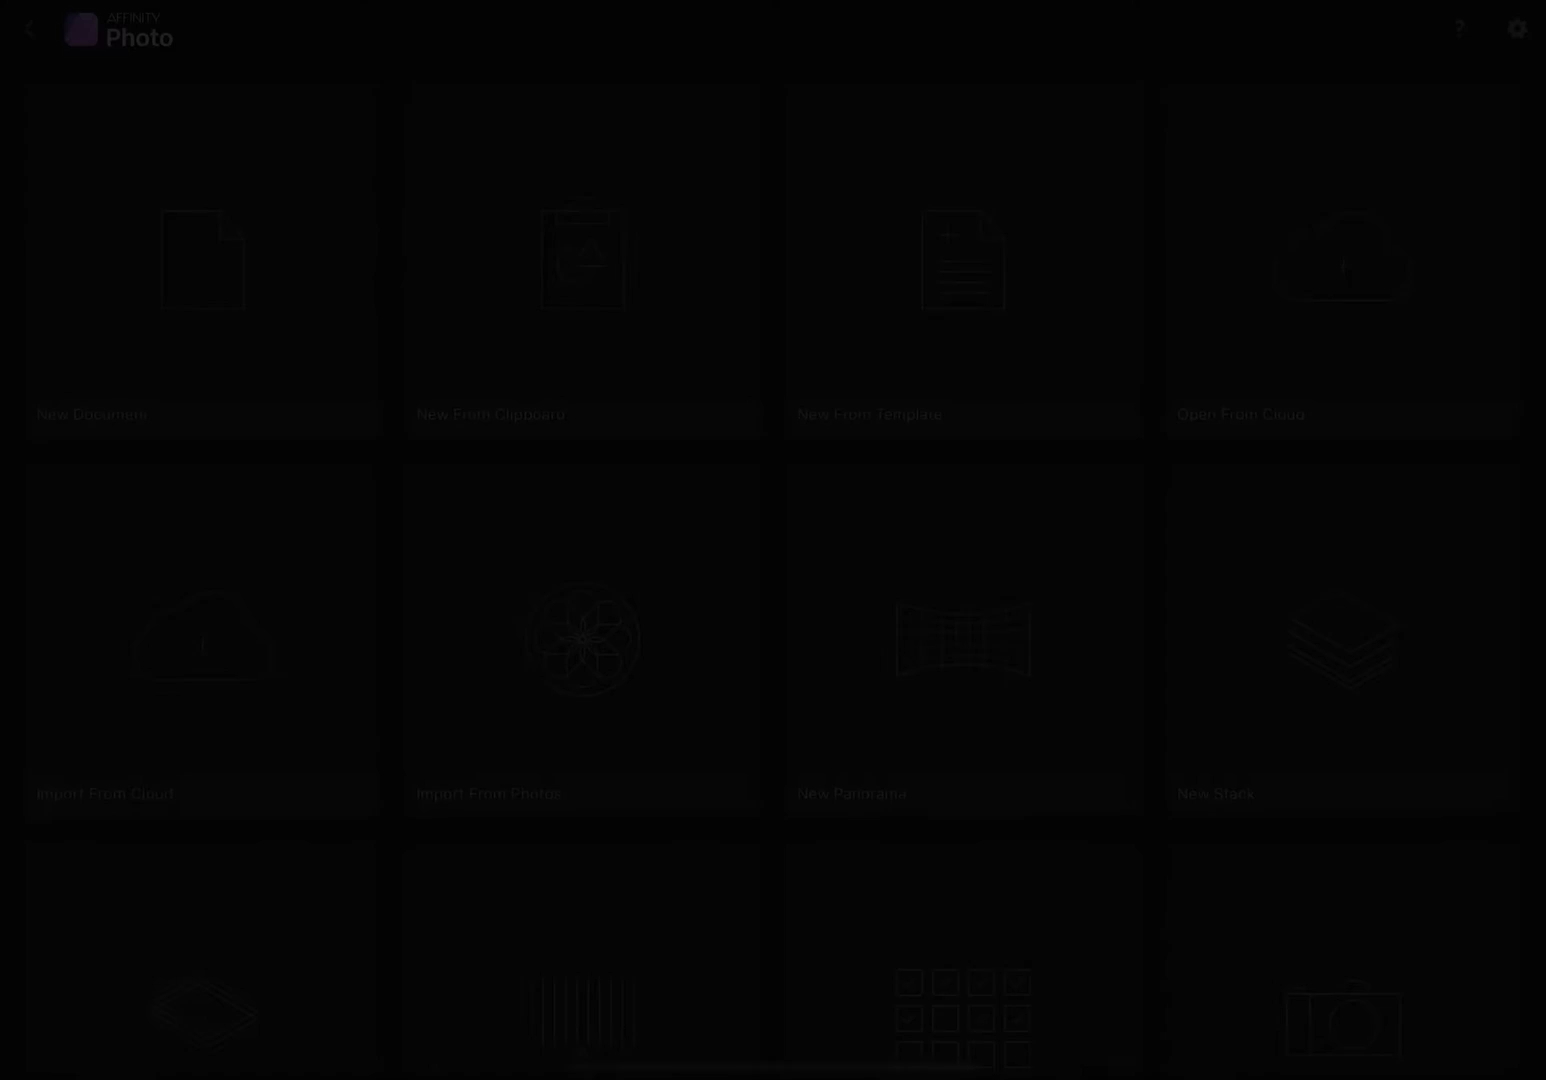 AFFINITY
Photo
?
New Document
New From Clipboard
New From Template
Open From Cloud
Import From Cloud
Import From Photos
New Panorama
New Stack